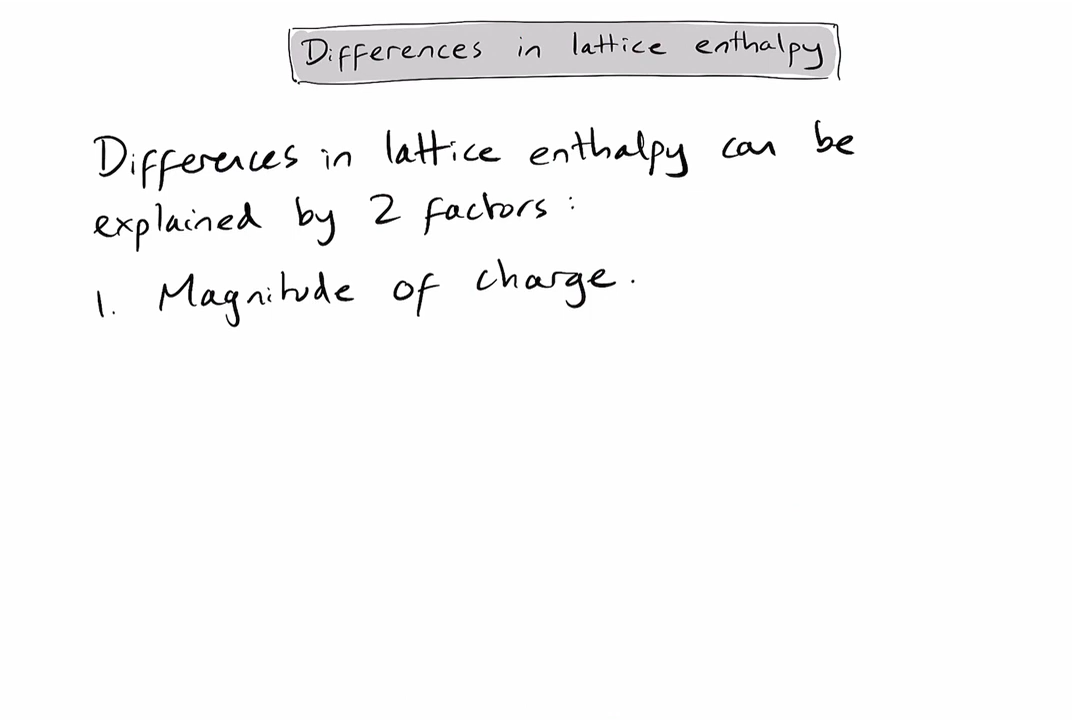 Differences in lattice enthalpy
Differences in lattice enthalpy can be
explained by 2 factors:
1. Magnitude of charge.